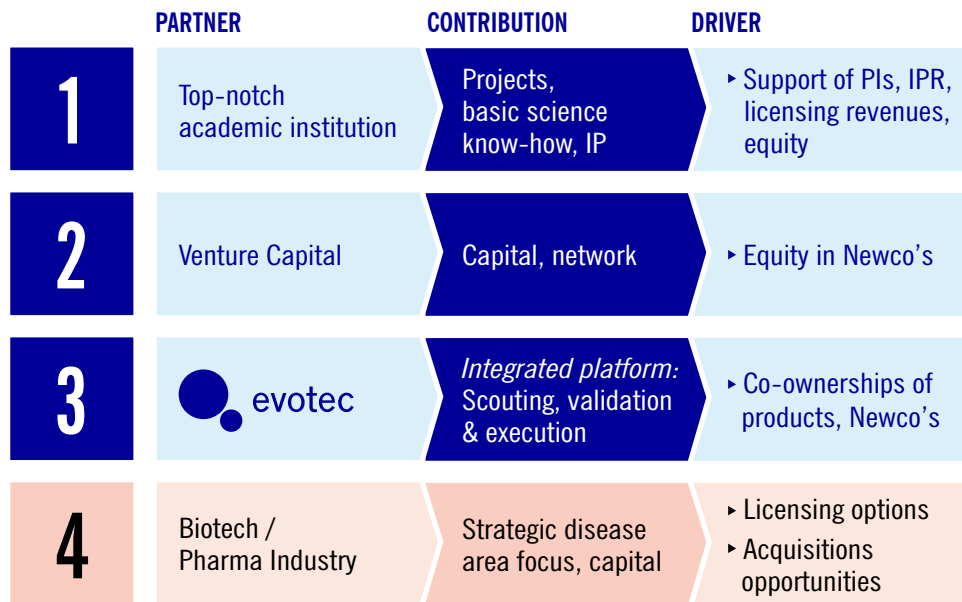 PARTNER CONTRIBUTION DRIVER
1
Top-notch
academic institution
Projects,
basic science
know-how, IP
‣ Support of PIs, IPR,
licensing revenues,
equity
2
Venture Capital
Capital, network
‣ Equity in Newco’s
3
evotec
Integrated platform:
Scouting, validation
& execution
‣ Co-ownerships of
products, Newco’s
4
Biotech /
Pharma Industry
Strategic disease
area focus, capital
‣ Licensing options
‣ Acquisitions
opportunities